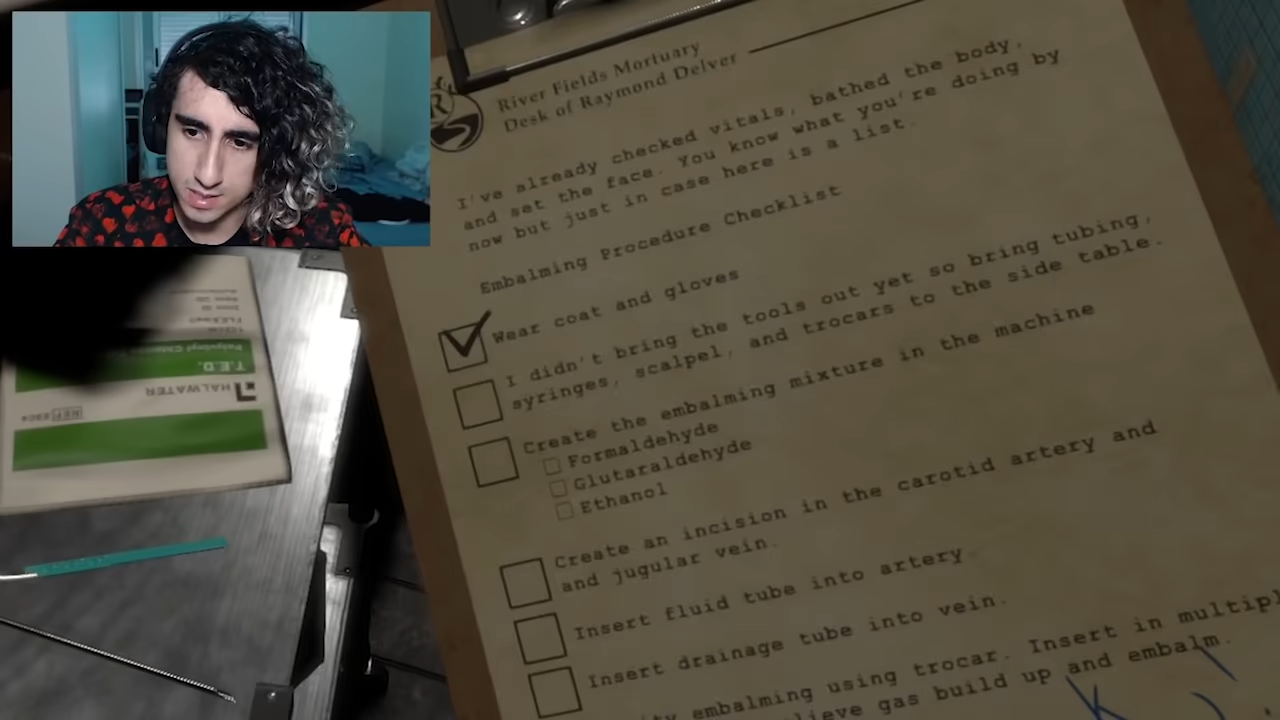 River Fields Mortuary
Desk of Raymond Delver
I've already checked vitals, bathed the body,
and set the face. You know what you're doing by
now but just in case here is a list.
Embalming Procedure Checklist
Wear coat and gloves
I didn't bring the tools out yet so bring tubing,
syringes, scalpel, and trocars to the side table.
Create the embalming mixture in the machine
Formaldehyde
Glutaraldehyde
Ethanol
Create an incision in the carotid artery and
and jugular vein.
Insert fluid tube into artery
Insert drainage tube into vein.
embalming using trocar. Insert in
gas build up and embalm.
T.E.D.
HALWATER
REF